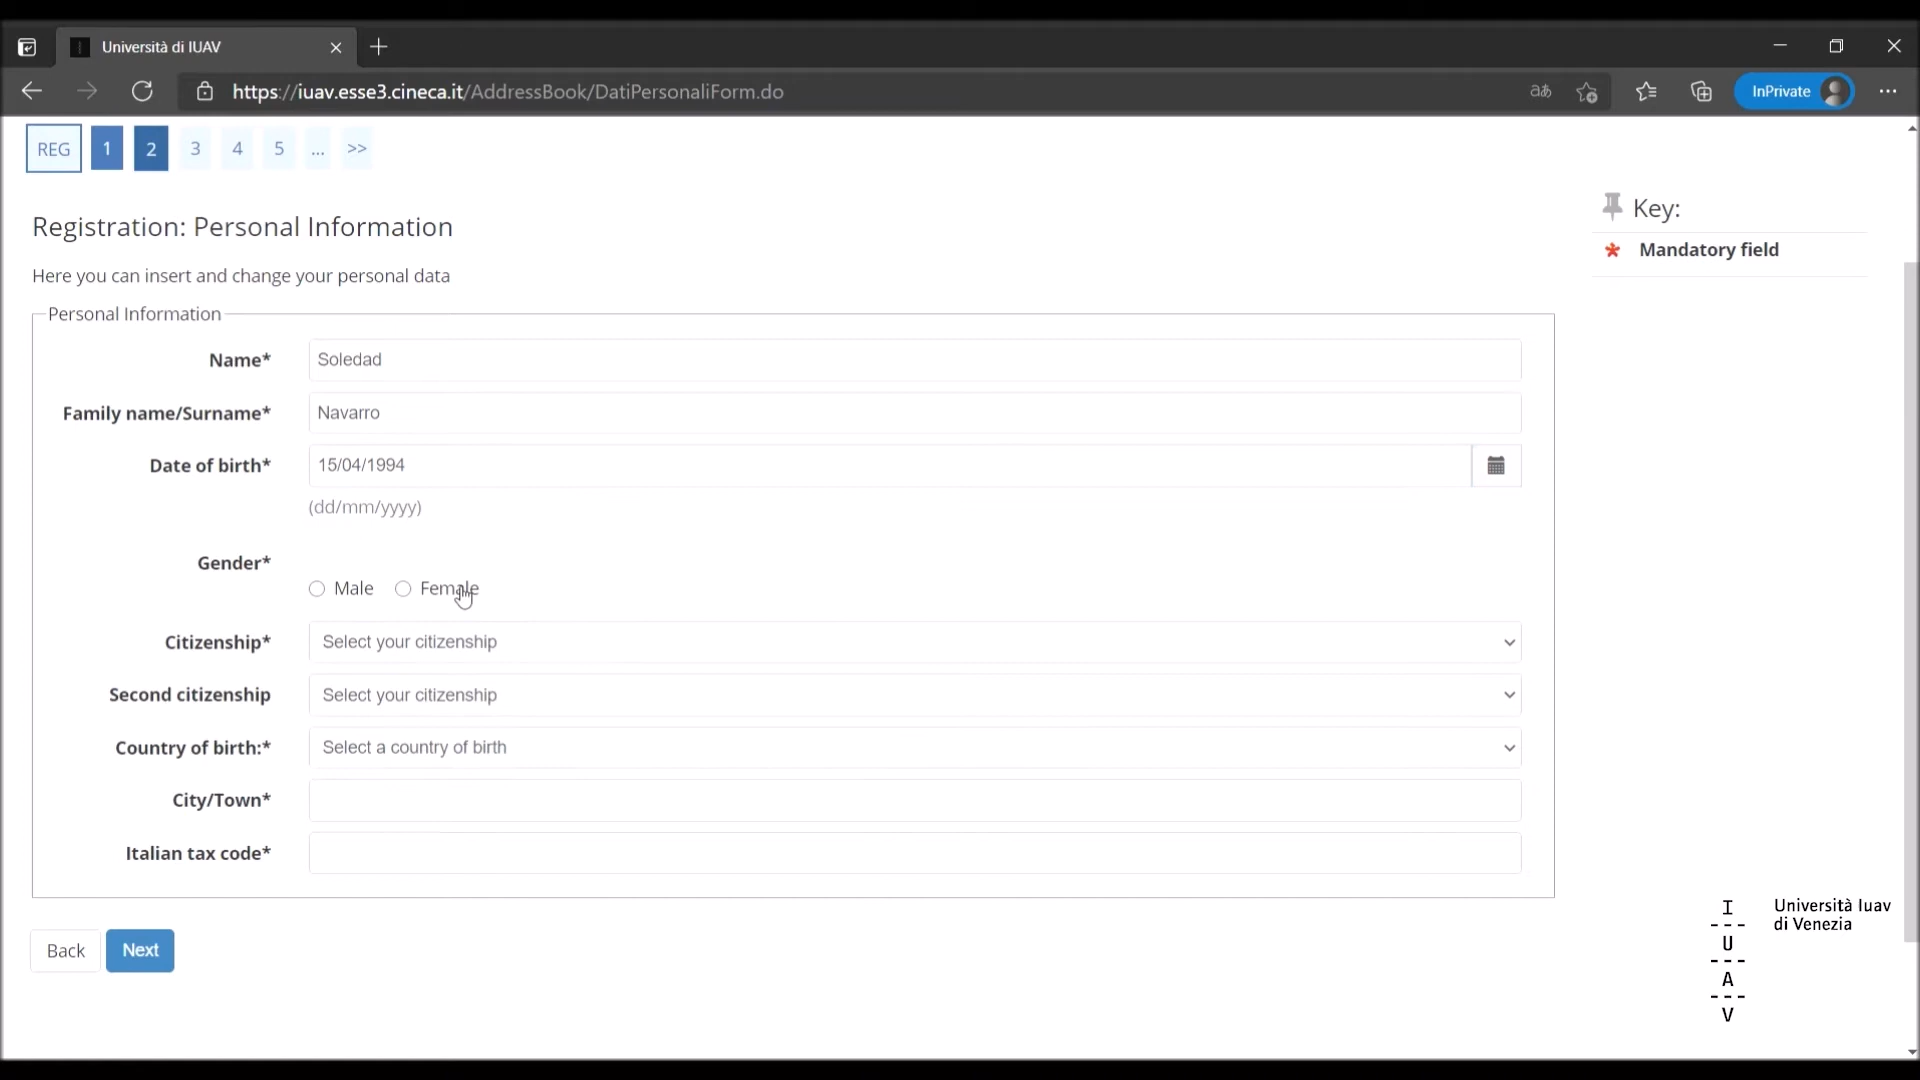 Università di IUAV
https://iuav.esse3.cineca.it/AddressBook/DatiPersonaliForm.do
aあ
InPrivate
REG 1 2 3 4 5 ... >>
Key:
* Mandatory field
Registration: Personal Information
Here you can insert and change your personal data
Personal Information
Name* Soledad
Family name/Surname* Navarro
Date of birth* 15/04/1994
(dd/mm/yyyy)
Gender*
Male Female
Citizenship* Select your citizenship
Second citizenship Select your citizenship
Country of birth:* Select a country of birth
City/Town*
Italian tax code*
Back Next
I
U
A
V
Università Iuav
di Venezia